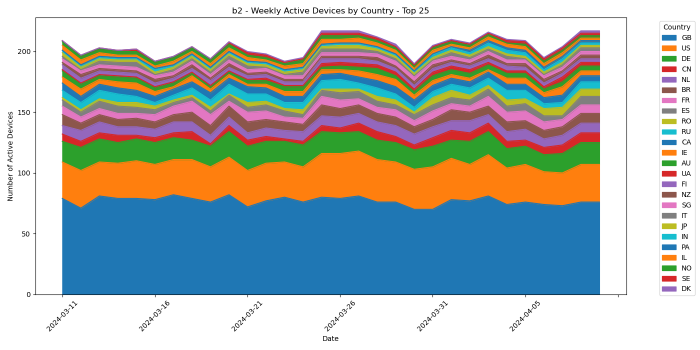 b2 - Weekly Active Devices by Country - Top 25
Number of Active Devices
200
150
100
50
0
2024-03-11
2024-03-16
2024-03-21
2024-03-26
2024-03-31
2024-04-05
Date
Country
GB
US
DE
CN
NL
BR
FR
ES
RO
RU
CA
IE
AU
UA
FI
NZ
SG
IT
JP
IN
PA
IL
NO
SE
DK